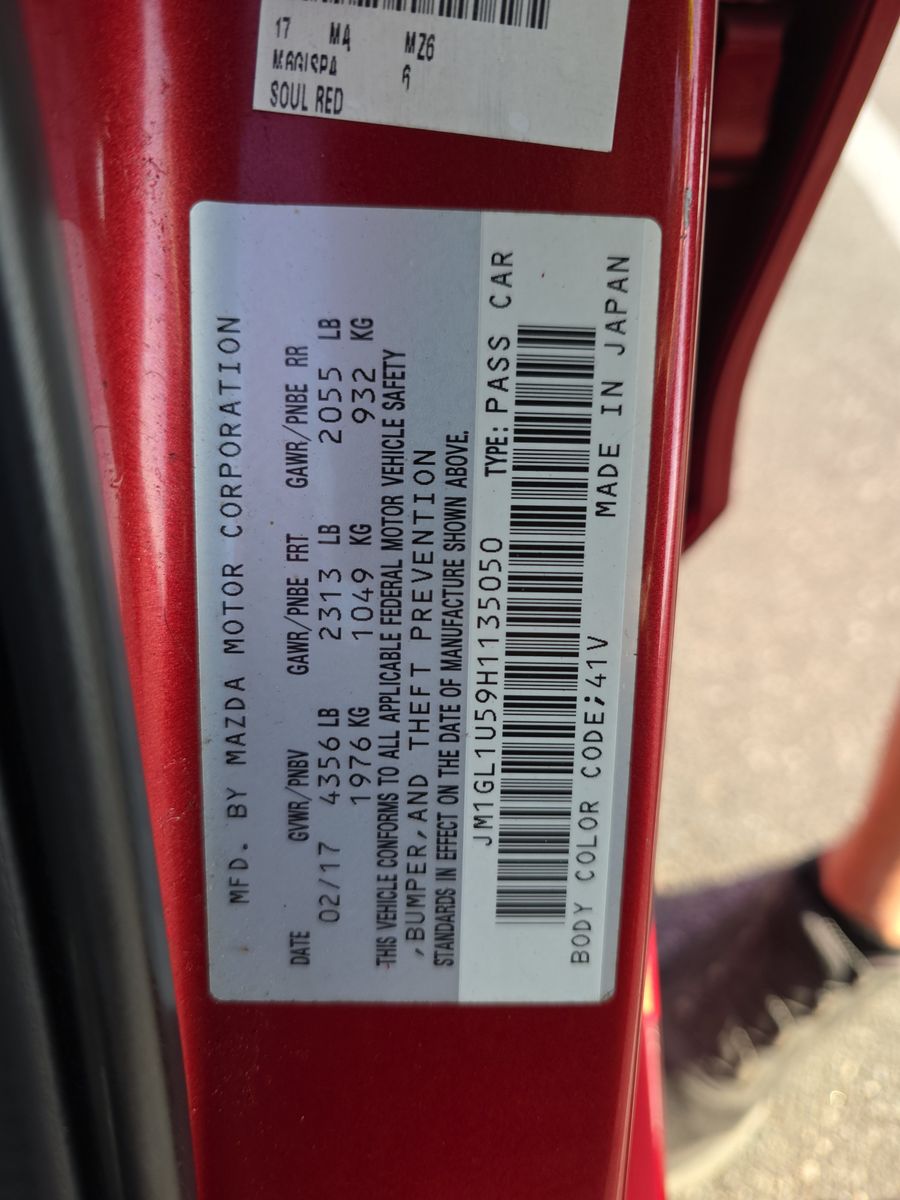 17 MA MZ6
6
SOUL RED
MFD. BY MAZDA MOTOR CORPORATION
DATE GVWR/PNBV GAWR/PNBE FRT GAWR/PNBE RR
02/17 4356 LB 2313 LB 2055 LB
1976 KG 1049 KG 932 KG
THIS VEHICLE CONFORMS TO ALL APPLICABLE FEDERAL MOTOR VEHICLE SAFETY
,BUMPER,AND THEFT PREVENTION
STANDARDS IN EFFECT ON THE DATE OF MANUFACTURE SHOWN ABOVE.
JM1GL1U59H1135050 TYPE: PASS CAR
BODY COLOR CODE;41V MADE IN JAPAN